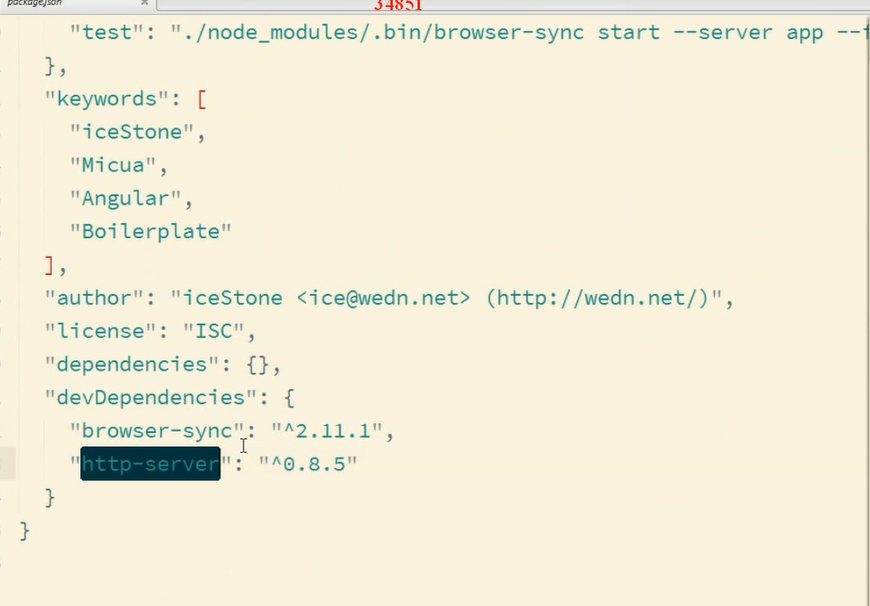 package.json
34851
"test": "./node_modules/.bin/browser-sync start --server app --f
},
"keywords": [
"iceStone",
"Micua",
"Angular",
"Boilerplate"
],
"author": "iceStone <ice@wedn.net> (http://wedn.net/)",
"license": "ISC",
"dependencies": {},
"devDependencies": {
"browser-sync": "^2.11.1",
"http-server": "^0.8.5"
}
}